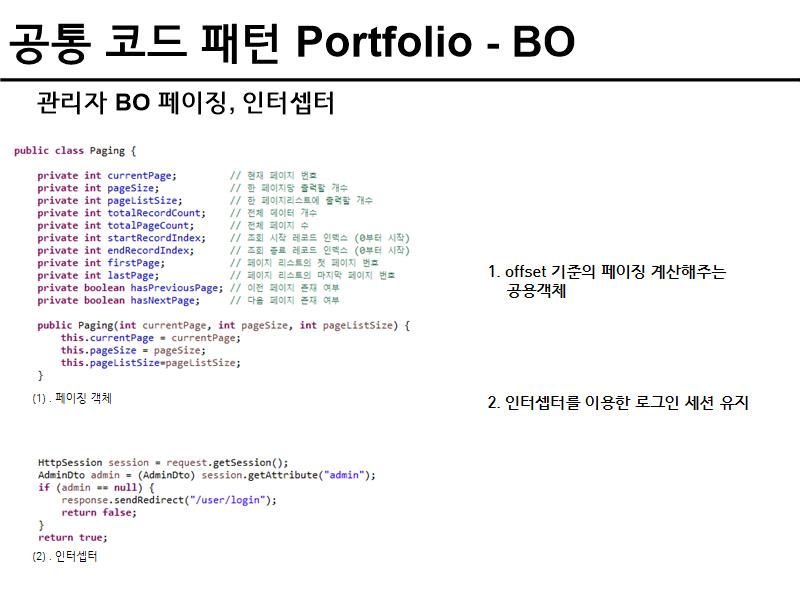 공통 코드 패턴 Portfolio - BO
관리자 BO 페이징, 인터셉터
public class Paging {
private int currentPage; // 현재 페이지 번호
private int pageSize; // 한 페이지당 출력할 개수
private int pageListSize; // 한 페이지리스트에 출력할 개수
private int totalRecordCount; // 전체 데이터 개수
private int totalPageCount; // 전체 페이지 수
private int startRecordIndex; // 조회 시작 레코드 인덱스 (0부터 시작)
private int endRecordIndex; // 조회 종료 레코드 인덱스 (0부터 시작)
private int firstPage; // 페이지 리스트의 첫 페이지 번호
private int lastPage; // 페이지 리스트의 마지막 페이지 번호
private boolean hasPreviousPage; // 이전 페이지 존재 여부
private boolean hasNextPage; // 다음 페이지 존재 여부
public Paging(int currentPage, int pageSize, int pageListSize) {
this.currentPage = currentPage;
this.pageSize = pageSize;
this.pageListSize=pageListSize;
}
(1) . 페이징 객체
1. offset 기준의 페이징 계산해주는
공용객체
2. 인터셉터를 이용한 로그인 세션 유지
HttpSession session = request.getSession();
AdminDto admin = (AdminDto) session.getAttribute("admin");
if (admin == null) {
response.sendRedirect("/user/login");
return false;
}
return true;
(2) . 인터셉터